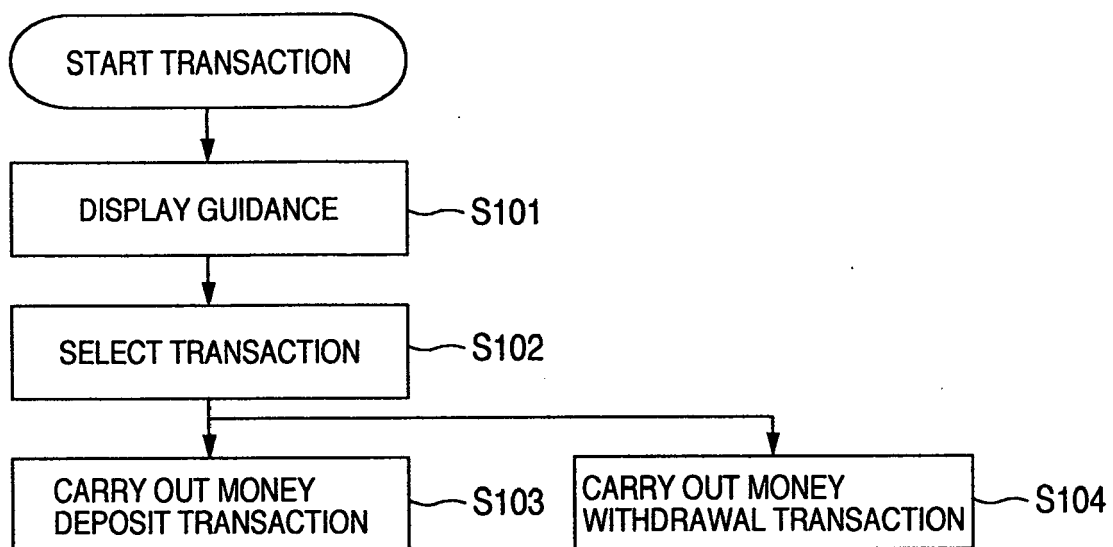 START TRANSACTION
DISPLAY GUIDANCE
S101
SELECT TRANSACTION
S102
CARRY OUT MONEY
DEPOSIT TRANSACTION
S103
CARRY OUT MONEY
WITHDRAWAL TRANSACTION
S104